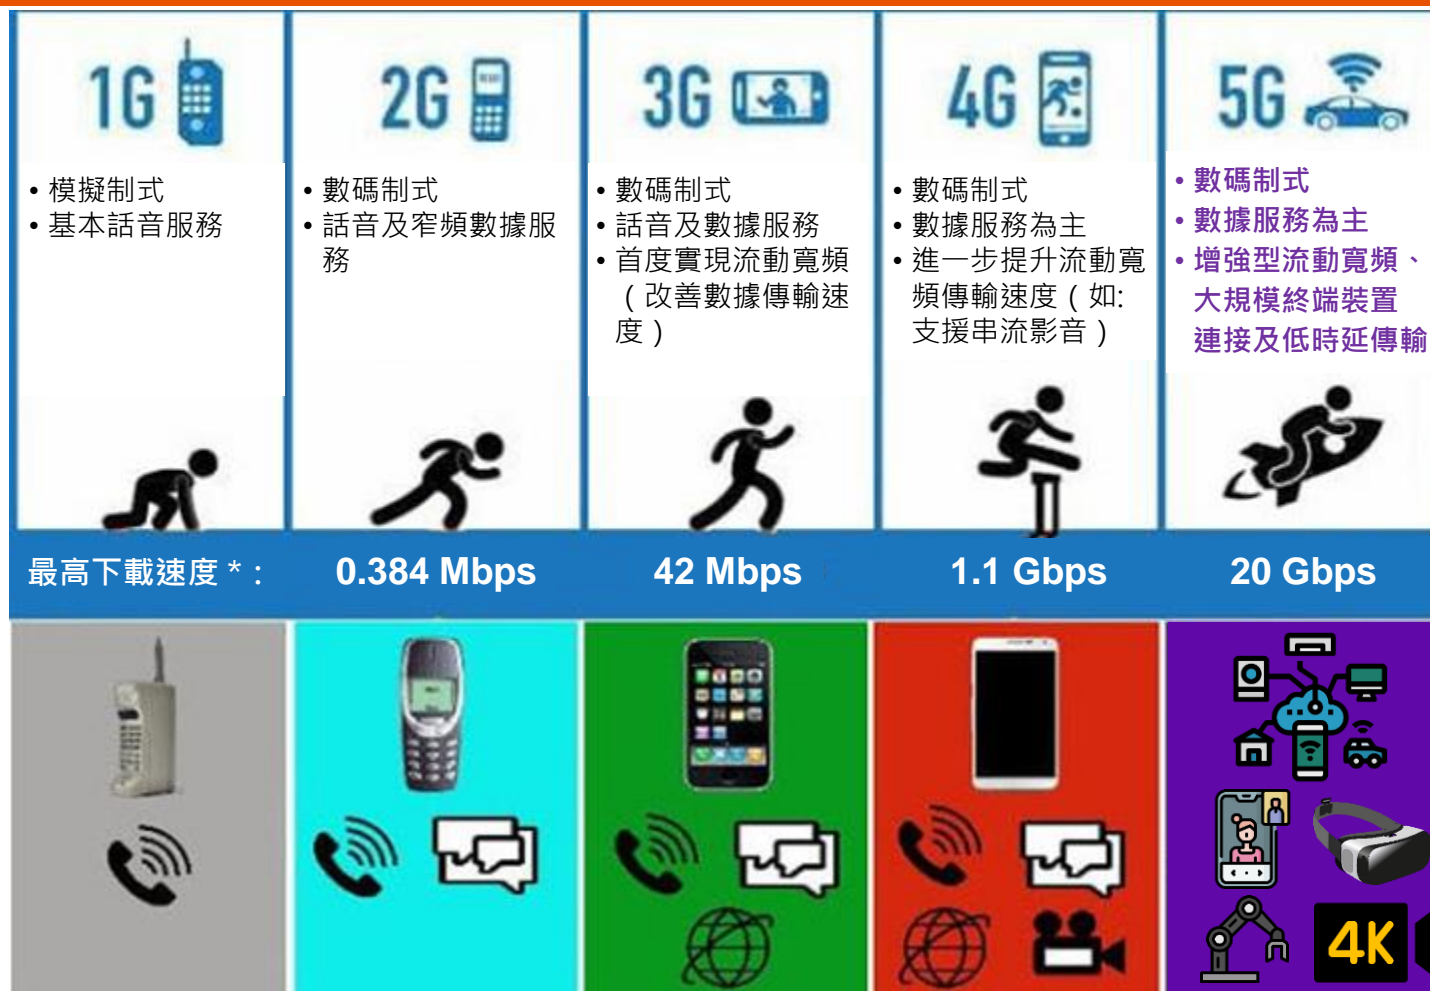 1G
2G
3G
4G
5G
• 模擬制式
• 基本話音服務
• 數碼制式
• 話音及窄頻數據服
務
• 數碼制式
• 話音及數據服務
• 首度實現流動寬頻
（改善數據傳輸速
度）
• 數碼制式
• 數據服務為主
• 進一步提升流動寬
頻傳輸速度（如:
支援串流影音）
• 數碼制式
• 數據服務為主
• 增強型流動寬頻、
大規模終端裝置
連接及低時延傳輸
最高下載速度*:
0.384 Mbps
42 Mbps
1.1 Gbps
20 Gbps
4K